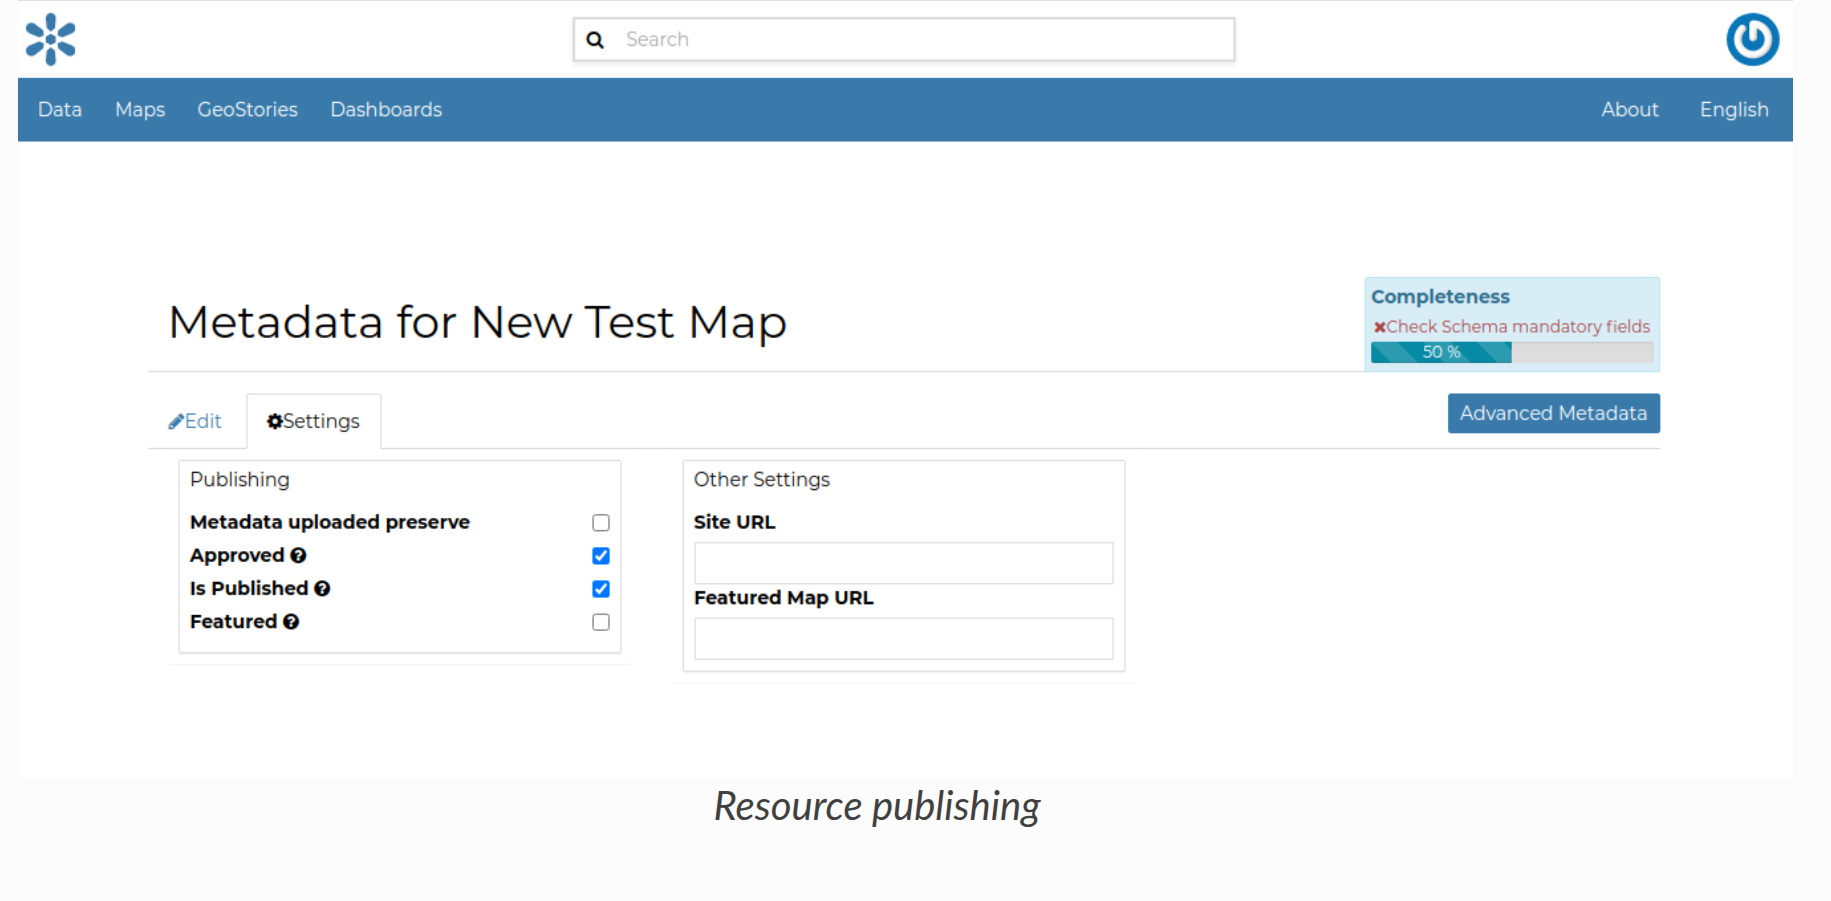 Search
Data Maps GeoStories Dashboards About English
Metadata for New Test Map
Completeness
Check Schema mandatory fields
50 %
Edit Settings
Advanced Metadata
Publishing
Metadata uploaded preserve
Approved
Is Published
Featured
Other Settings
Site URL
Featured Map URL
Resource publishing